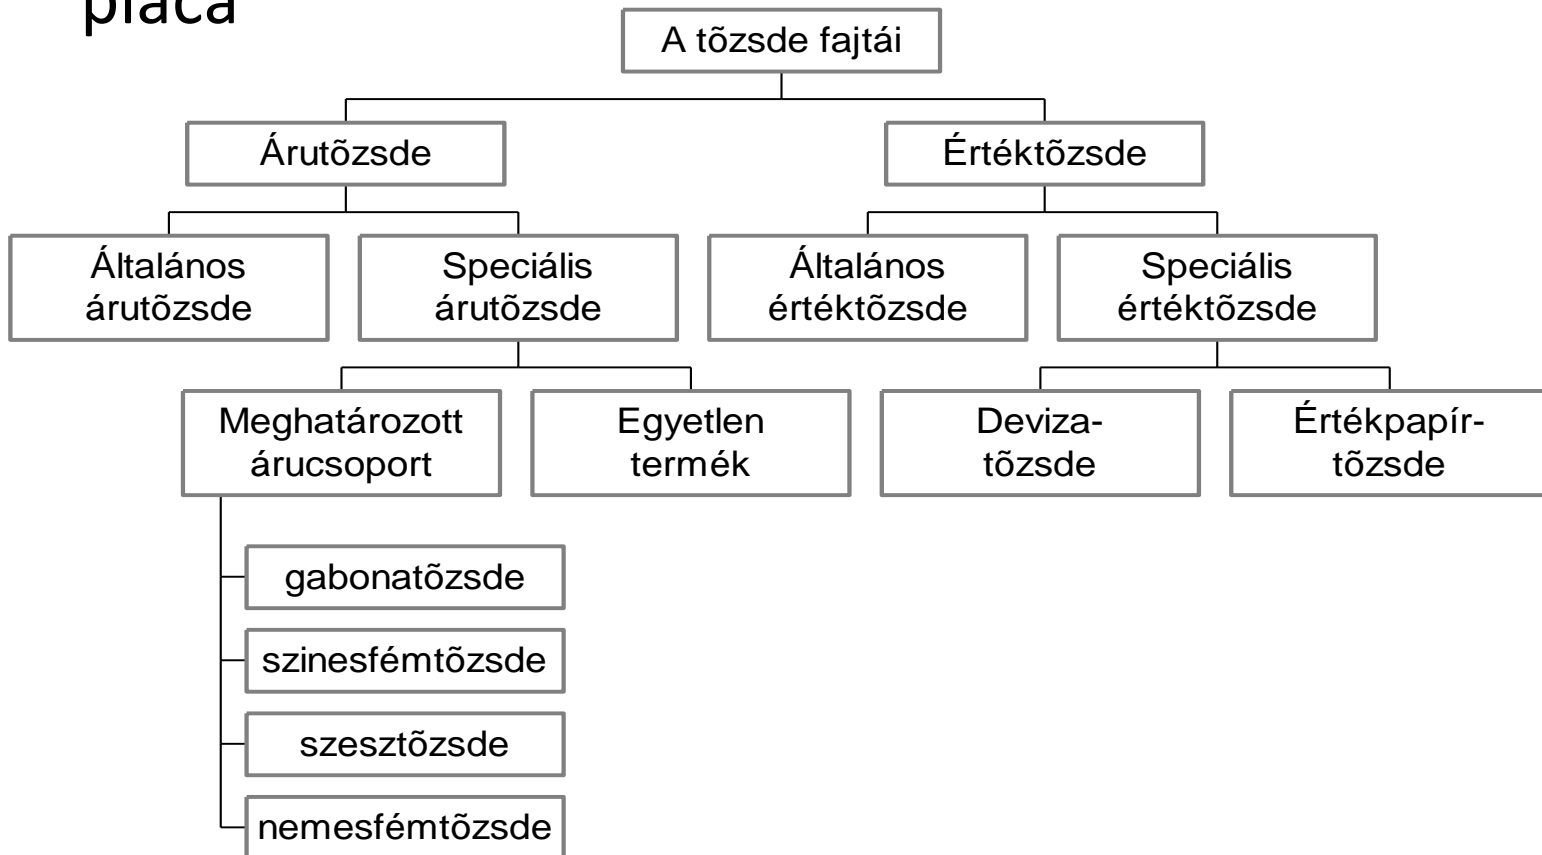 piaca
A tõzsde fajtái
Árutõzsde
Értéktõzsde
Általános
árutõzsde
Speciális
árutõzsde
Általános
értéktõzsde
Speciális
értéktõzsde
Meghatározott
árucsoport
Egyetlen
termék
Deviza-
tõzsde
Értékpapír-
tõzsde
gabonatõzsde
szinesfémtõzsde
szesztõzsde
nemesfémtõzsde